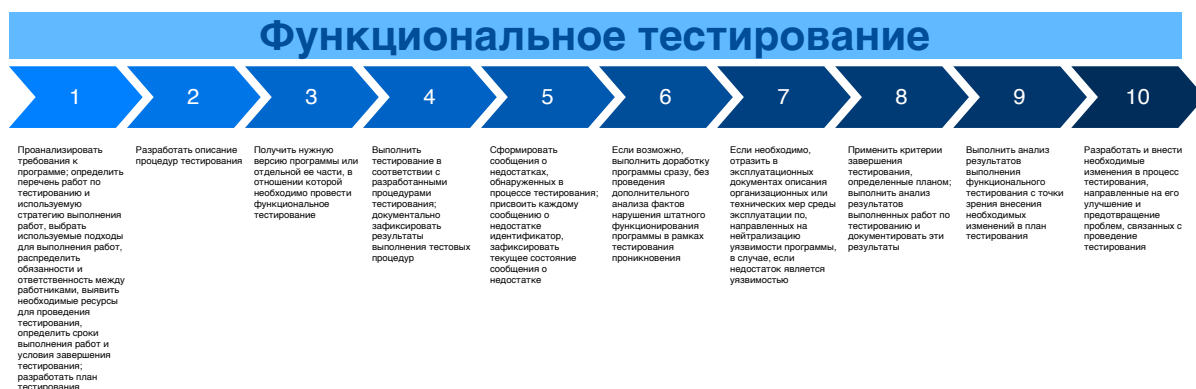 Функциональное тестирование
1
2
3
4
5
6
7
8
9
10
Проанализировать
требования к
программе; определить
перечень работ по
тестированию и
используемую
стратегию выполнения
работ, выбрать
используемые подходы
для выполнения работ,
распределить
обязанности и
ответственность между
работниками, выявить
необходимые ресурсы
для проведения
тестирования,
определить сроки
выполнения работ и
условия завершения
тестирования;
разработать план
тестирования
Разработать описание
процедур тестирования
Получить нужную
версию программы или
отдельной ее части, в
отношении которой
необходимо провести
функциональное
тестирование
Выполнить
тестирование в
соответствии с
разработанными
процедурами
тестирования;
документально
зафиксировать
результаты
выполнения тестовых
процедур
Сформировать
сообщения о
недостатках,
обнаруженных в
процессе тестирования;
присвоить каждому
сообщению о
недостатке
идентификатор,
зафиксировать
текущее состояние
сообщения о
недостатке
Если возможно,
выполнить доработку
программы сразу, без
проведения
дополнительного
анализа фактов
нарушения штатного
функционирования
программы в рамках
тестирования
проникновения
Если необходимо,
отразить в
эксплуатационных
документах описания
организационных или
технических мер среды
эксплуатации по,
направленных на
нейтрализацию
уязвимости программы,
в случае, если
недостаток является
уязвимостью
Применить критерии
завершения
тестирования,
определенные планом;
выполнить анализ
результатов
выполненных работ по
тестированию и
документировать эти
результаты
Выполнить анализ
результатов
выполнения
функционального
тестирования с точки
зрения внесения
необходимых
изменений в план
тестирования
Разработать и внести
необходимые
изменения в процесс
тестирования,
направленные на его
улучшение и
предотвращение
проблем, связанных с
проведение
тестирования